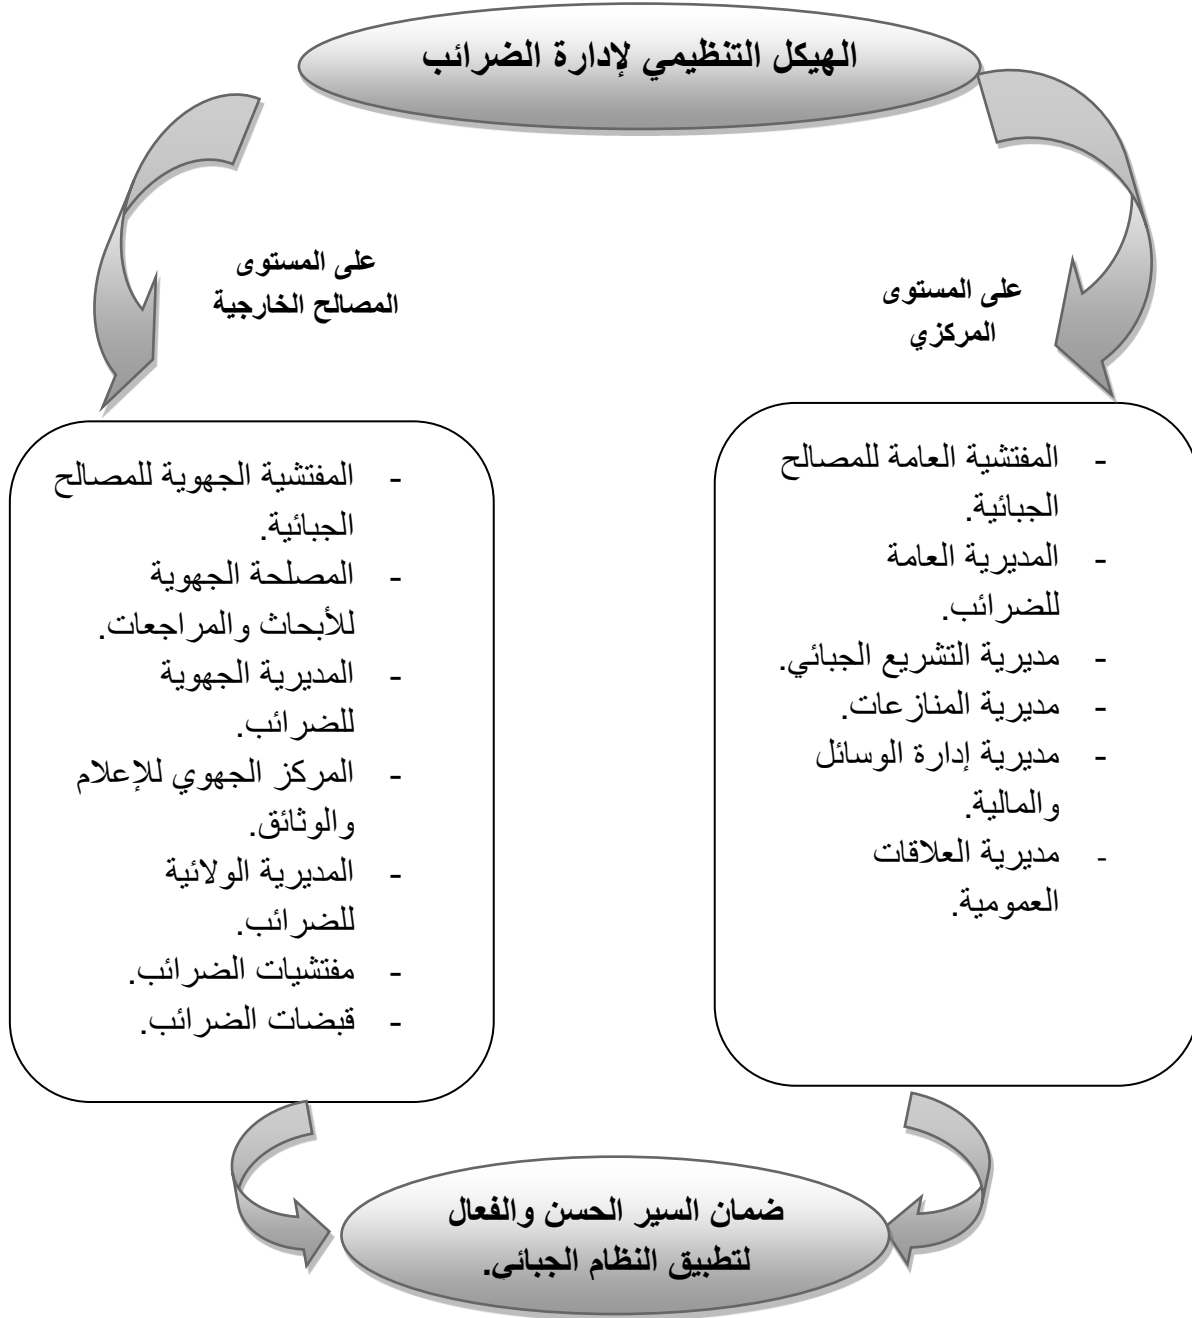 الهيكل التنظيمي لإدارة الضرائب
على المستوى
المركزي
- المفتشية العامة للمصالح
الجبائية.
- المديرية العامة
للضرائب.
- مديرية التشريع الجبائي.
- مديرية المنازعات.
- مديرية إدارة الوسائل
والمالية.
- مديرية العلاقات
العمومية.
على المستوى
المصالح الخارجية
- المفتشية الجهوية للمصالح
الجبائية.
- المصلحة الجهوية
للأبحاث والمراجعات.
- المديرية الجهوية
للضرائب.
- المركز الجهوي للإعلام
والوثائق.
- المديرية الولائية
للضرائب.
- مفتشيات الضرائب.
- قبضات الضرائب.
ضمان السير الحسن والفعال
لتطبيق النظام الجبائي.